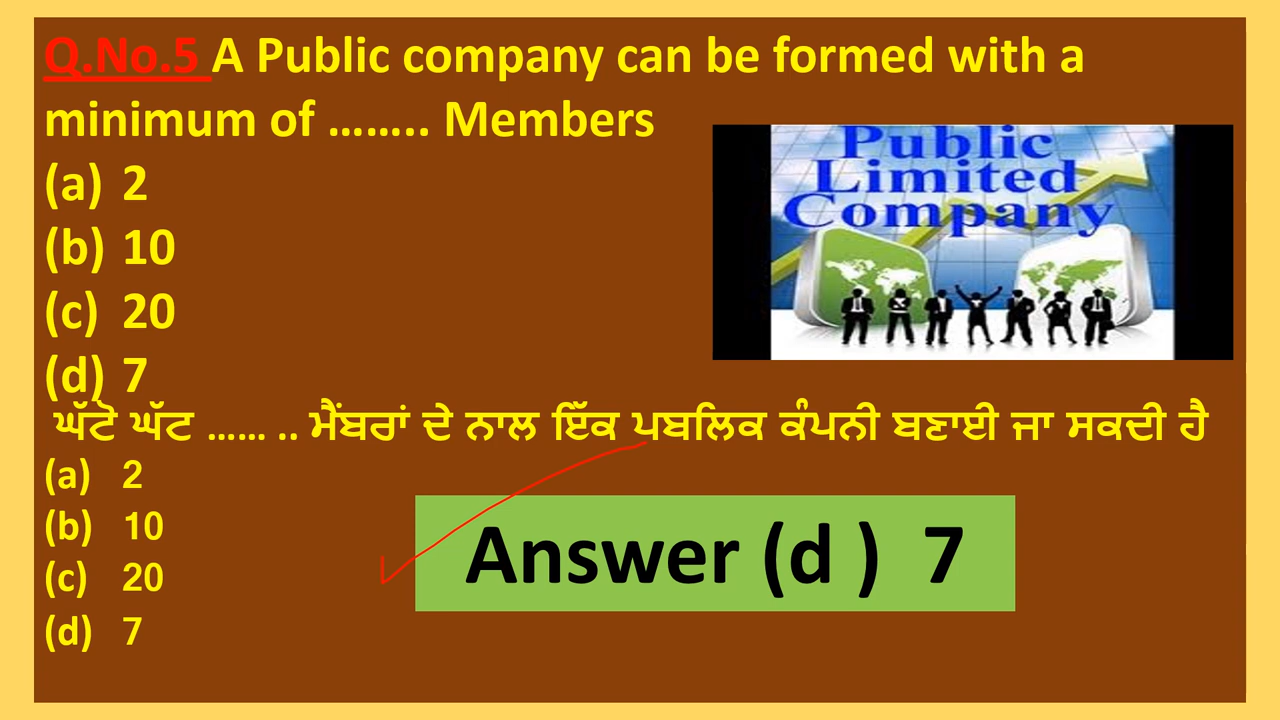 Q.No.5 A Public company can be formed with a
minimum of …….. Members
(a) 2
(b) 10
(c) 20
(d) 7
Public
Limited
Company
ਘੱਟੋ ਘੱਟ …… .. ਮੈਂਬਰਾਂ ਦੇ ਨਾਲ ਇੱਕ ਪਬਲਿਕ ਕੰਪਨੀ ਬਣਾਈ ਜਾ ਸਕਦੀ ਹੈ
(a) 2
(b) 10
(c) 20
(d) 7
Answer (d ) 7